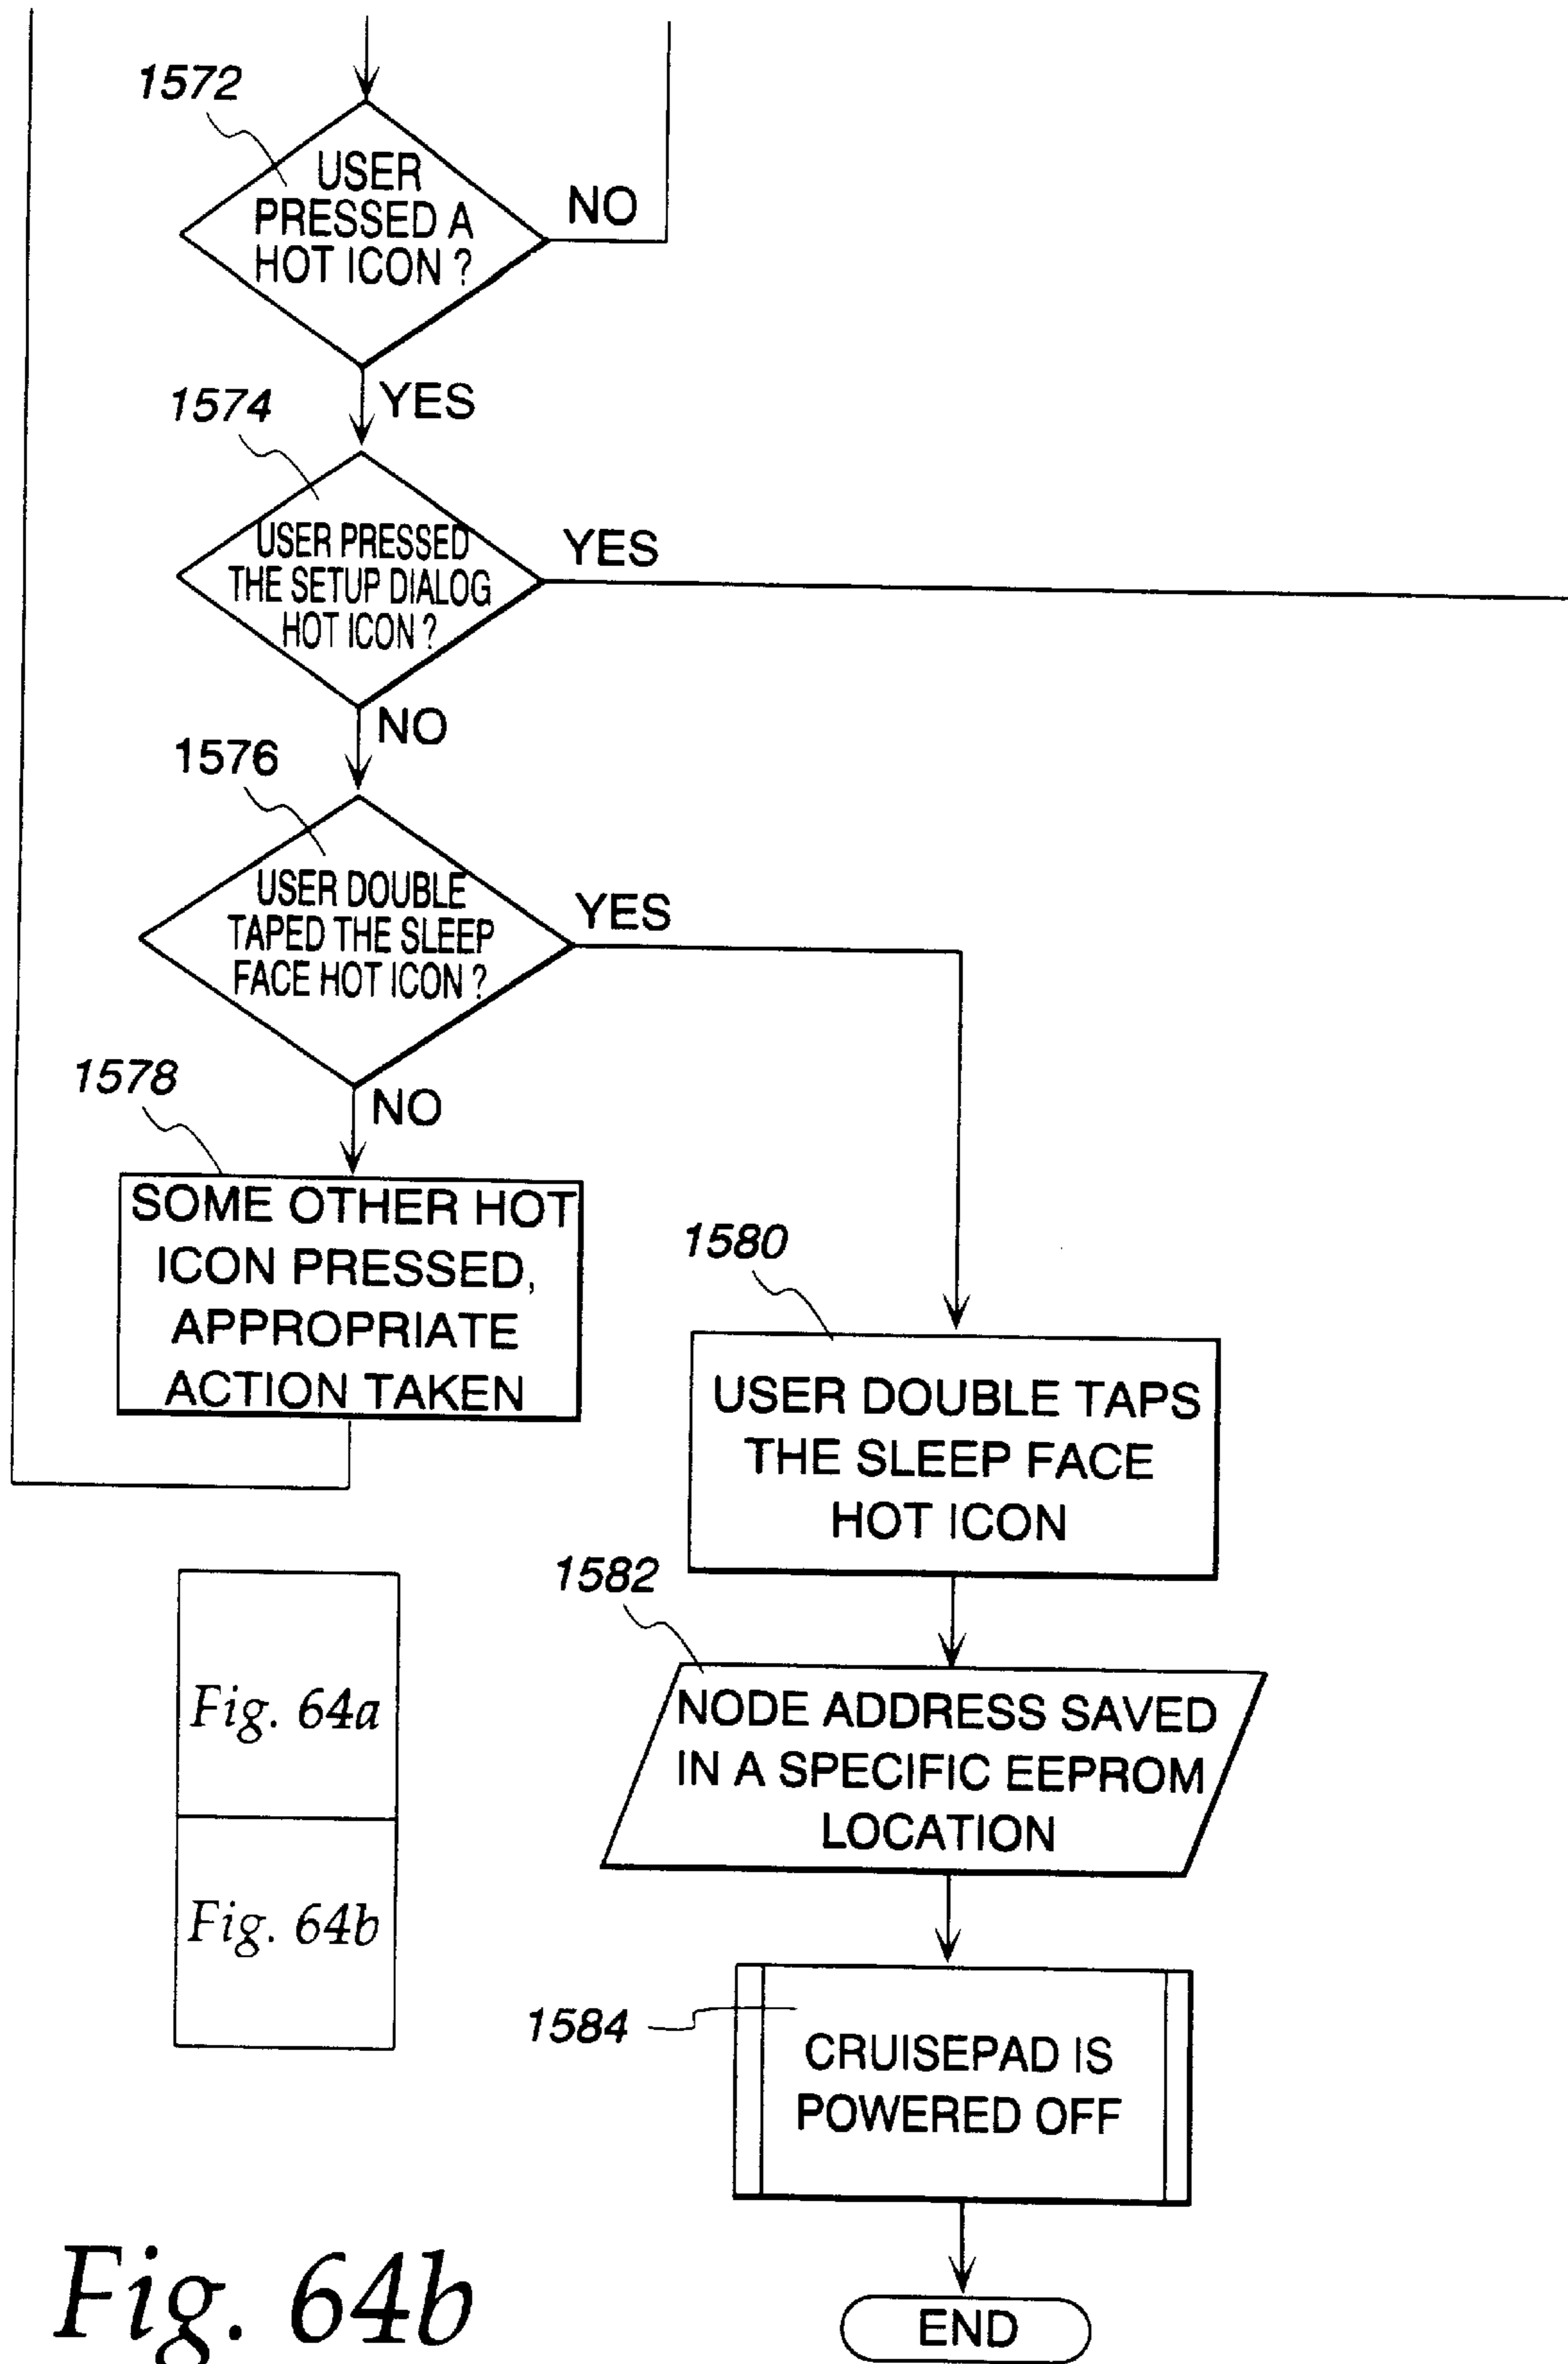 1572
USER
PRESSED A
HOT ICON ?
NO
YES
1574
USER PRESSED
THE SETUP DIALOG
HOT ICON ?
YES
NO
1576
USER DOUBLE
TAPED THE SLEEP
FACE HOT ICON ?
YES
NO
1578
SOME OTHER HOT
ICON PRESSED,
APPROPRIATE
ACTION TAKEN
1580
USER DOUBLE TAPS
THE SLEEP FACE
HOT ICON
1582
NODE ADDRESS SAVED
IN A SPECIFIC EEPROM
LOCATION
Fig. 64a
Fig. 64b
1584
CRUISEPAD IS
POWERED OFF
END
Fig. 64b